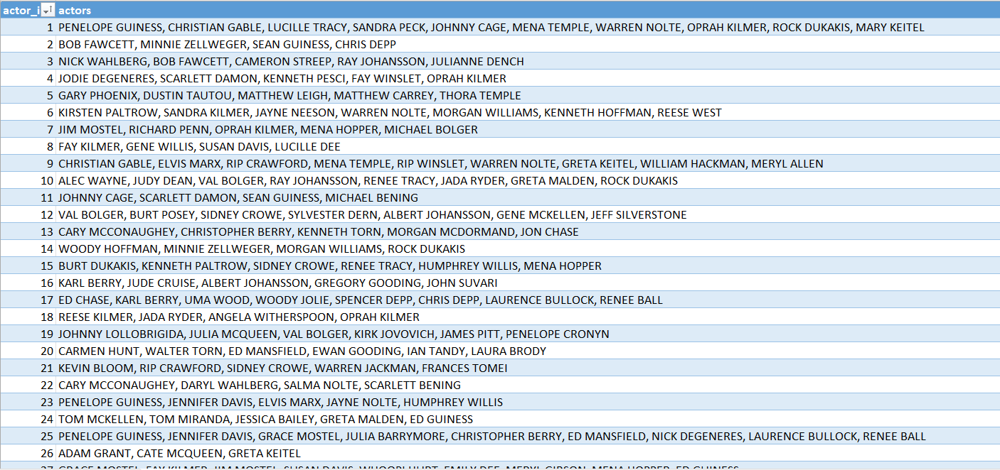 actor_i actors
1 PENELOPE GUINESS, CHRISTIAN GABLE, LUCILLE TRACY, SANDRA PECK, JOHNNY CAGE, MENA TEMPLE, WARREN NOLTE, OPRAH KILMER, ROCK DUKAKIS, MARY KEITEL
2 BOB FAWCETT, MINNIE ZELLWEGER, SEAN GUINESS, CHRIS DEPP
3 NICK WAHLBERG, BOB FAWCETT, CAMERON STREEP, RAY JOHANSSON, JULIANNE DENCH
4 JODIE DEGENERES, SCARLETT DAMON, KENNETH PESCI, FAY WINSLET, OPRAH KILMER
5 GARY PHOENIX, DUSTIN TAUTOU, MATTHEW LEIGH, MATTHEW CARREY, THORA TEMPLE
6 KIRSTEN PALTROW, SANDRA KILMER, JAYNE NEESON, WARREN NOLTE, MORGAN WILLIAMS, KENNETH HOFFMAN, REESE WEST
7 JIM MOSTEL, RICHARD PENN, OPRAH KILMER, MENA HOPPER, MICHAEL BOLGER
8 FAY KILMER, GENE WILLIS, SUSAN DAVIS, LUCILLE DEE
9 CHRISTIAN GABLE, ELVIS MARX, RIP CRAWFORD, MENA TEMPLE, RIP WINSLET, WARREN NOLTE, GRETA KEITEL, WILLIAM HACKMAN, MERYL ALLEN
10 ALEC WAYNE, JUDY DEAN, VAL BOLGER, RAY JOHANSSON, RENEE TRACY, JADA RYDER, GRETA MALDEN, ROCK DUKAKIS
11 JOHNNY CAGE, SCARLETT DAMON, SEAN GUINESS, MICHAEL BENING
12 VAL BOLGER, BURT POSEY, SIDNEY CROWE, SYLVESTER DERN, ALBERT JOHANSSON, GENE MCKELLEN, JEFF SILVERSTONE
13 CARY MCCONAUGHEY, CHRISTOPHER BERRY, KENNETH TORN, MORGAN MCDORMAND, JON CHASE
14 WOODY HOFFMAN, MINNIE ZELLWEGER, MORGAN WILLIAMS, ROCK DUKAKIS
15 BURT DUKAKIS, KENNETH PALTROW, SIDNEY CROWE, RENEE TRACY, HUMPHREY WILLIS, MENA HOPPER
16 KARL BERRY, JUDE CRUISE, ALBERT JOHANSSON, GREGORY GOODING, JOHN SUVARI
17 ED CHASE, KARL BERRY, UMA WOOD, WOODY JOLIE, SPENCER DEPP, CHRIS DEPP, LAURENCE BULLOCK, RENEE BALL
18 REESE KILMER, JADA RYDER, ANGELA WITHERSPOON, OPRAH KILMER
19 JOHNNY LOLLOBRIGIDA, JULIA MCQUEEN, VAL BOLGER, KIRK JOVOVICH, JAMES PITT, PENELOPE CRONYN
20 CARMEN HUNT, WALTER TORN, ED MANSFIELD, EWAN GOODING, IAN TANDY, LAURA BRODY
21 KEVIN BLOOM, RIP CRAWFORD, SIDNEY CROWE, WARREN JACKMAN, FRANCES TOMEI
22 CARY MCCONAUGHEY, DARYL WAHLBERG, SALMA NOLTE, SCARLETT BENING
23 PENELOPE GUINESS, JENNIFER DAVIS, ELVIS MARX, JAYNE NOLTE, HUMPHREY WILLIS
24 TOM MCKELLEN, TOM MIRANDA, JESSICA BAILEY, GRETA MALDEN, ED GUINESS
25 PENELOPE GUINESS, JENNIFER DAVIS, GRACE MOSTEL, JULIA BARRYMORE, CHRISTOPHER BERRY, ED MANSFIELD, NICK DEGENERES, LAURENCE BULLOCK, RENEE BALL
26 ADAM GRANT, CATE MCQUEEN, GRETA KEITEL